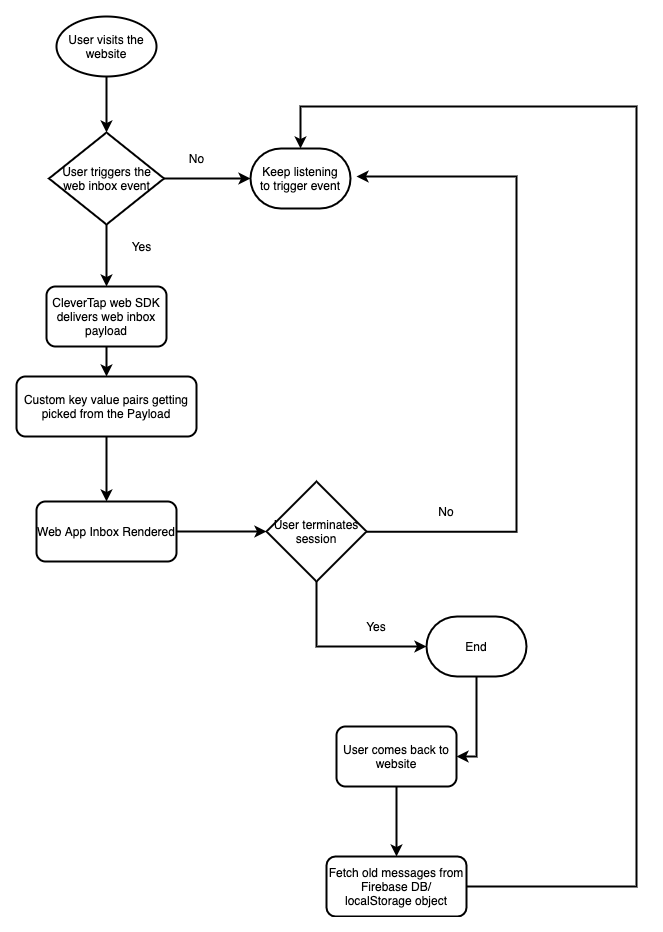 User visits the
website
User triggers the
web inbox event
No
Keep listening
to trigger event
Yes
CleverTap web SDK
delivers web inbox
payload
Custom key value pairs getting
picked from the Payload
Web App Inbox Rendered
User terminates
session
No
Yes
End
User comes back to
website
Fetch old messages from
Firebase DB/
localStorage object